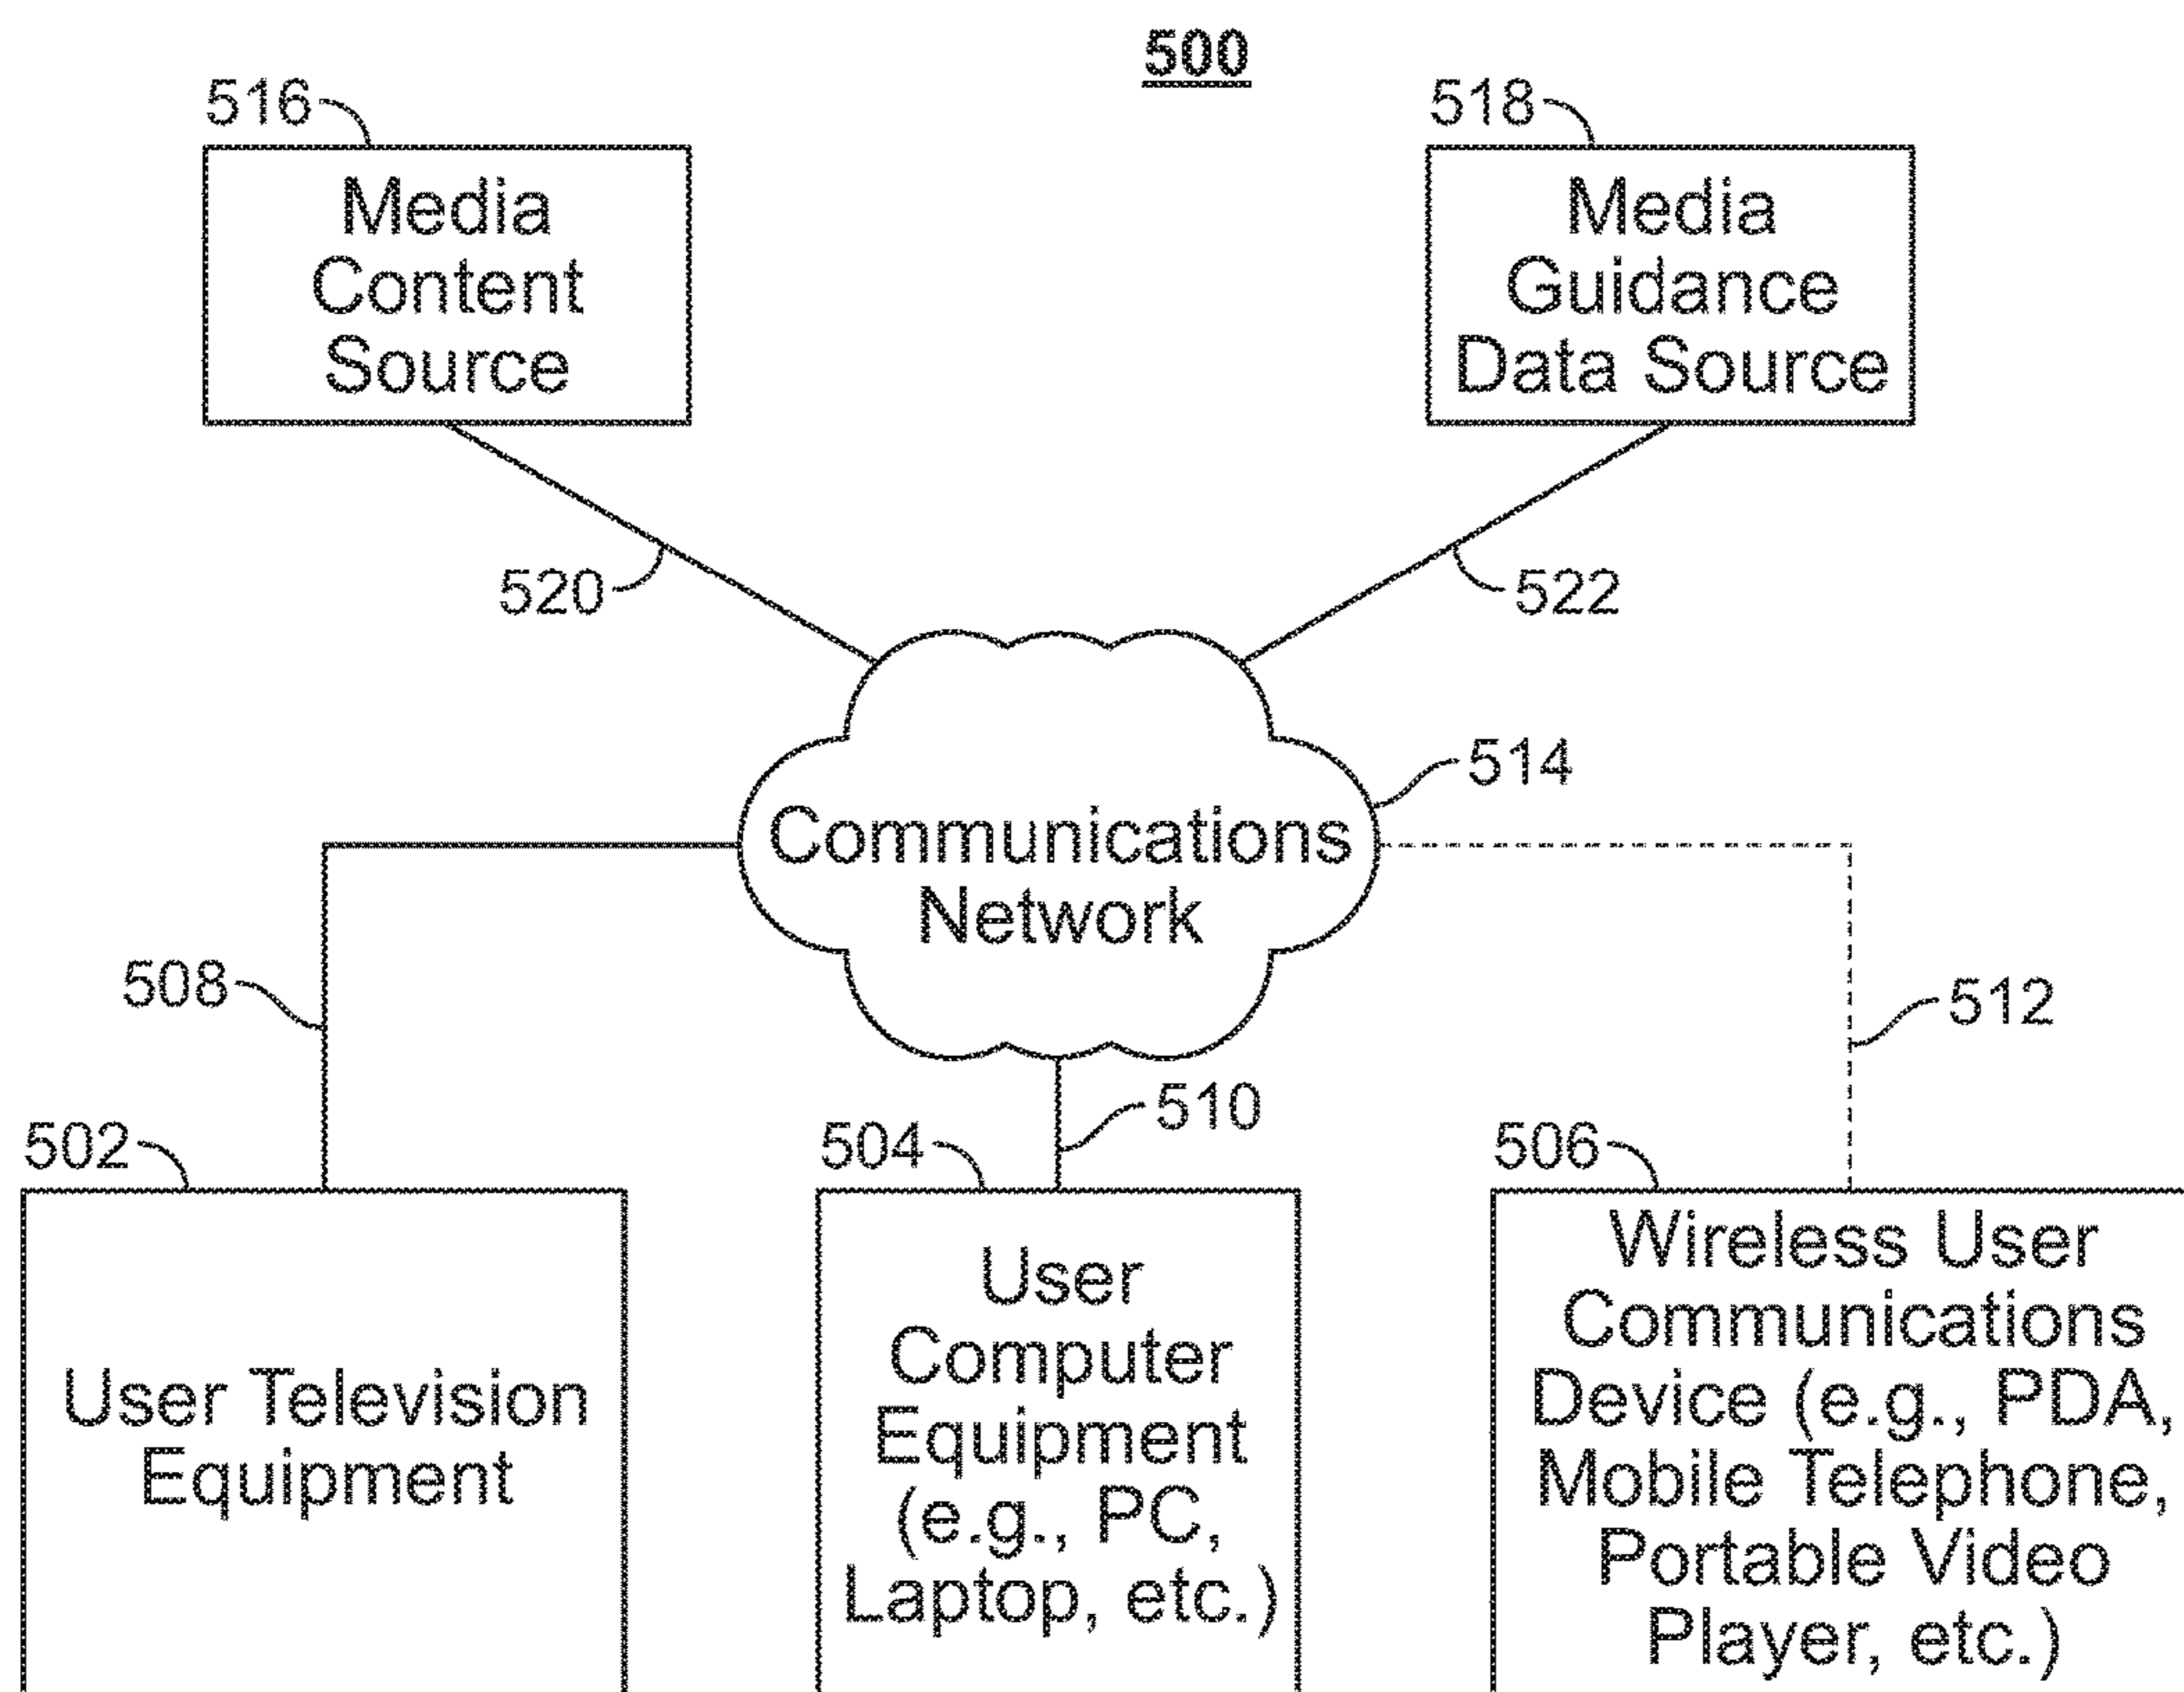 500
516
518
Media
Content
Source
Media
Guidance
Data Source
520
522
514
Communications
Network
508
512
510
502
504
506
User Television
Equipment
User
Computer
Equipment
(e.g., PC,
Laptop, etc.)
Wireless User
Communications
Device (e.g., PDA,
Mobile Telephone,
Portable Video
Player, etc.)